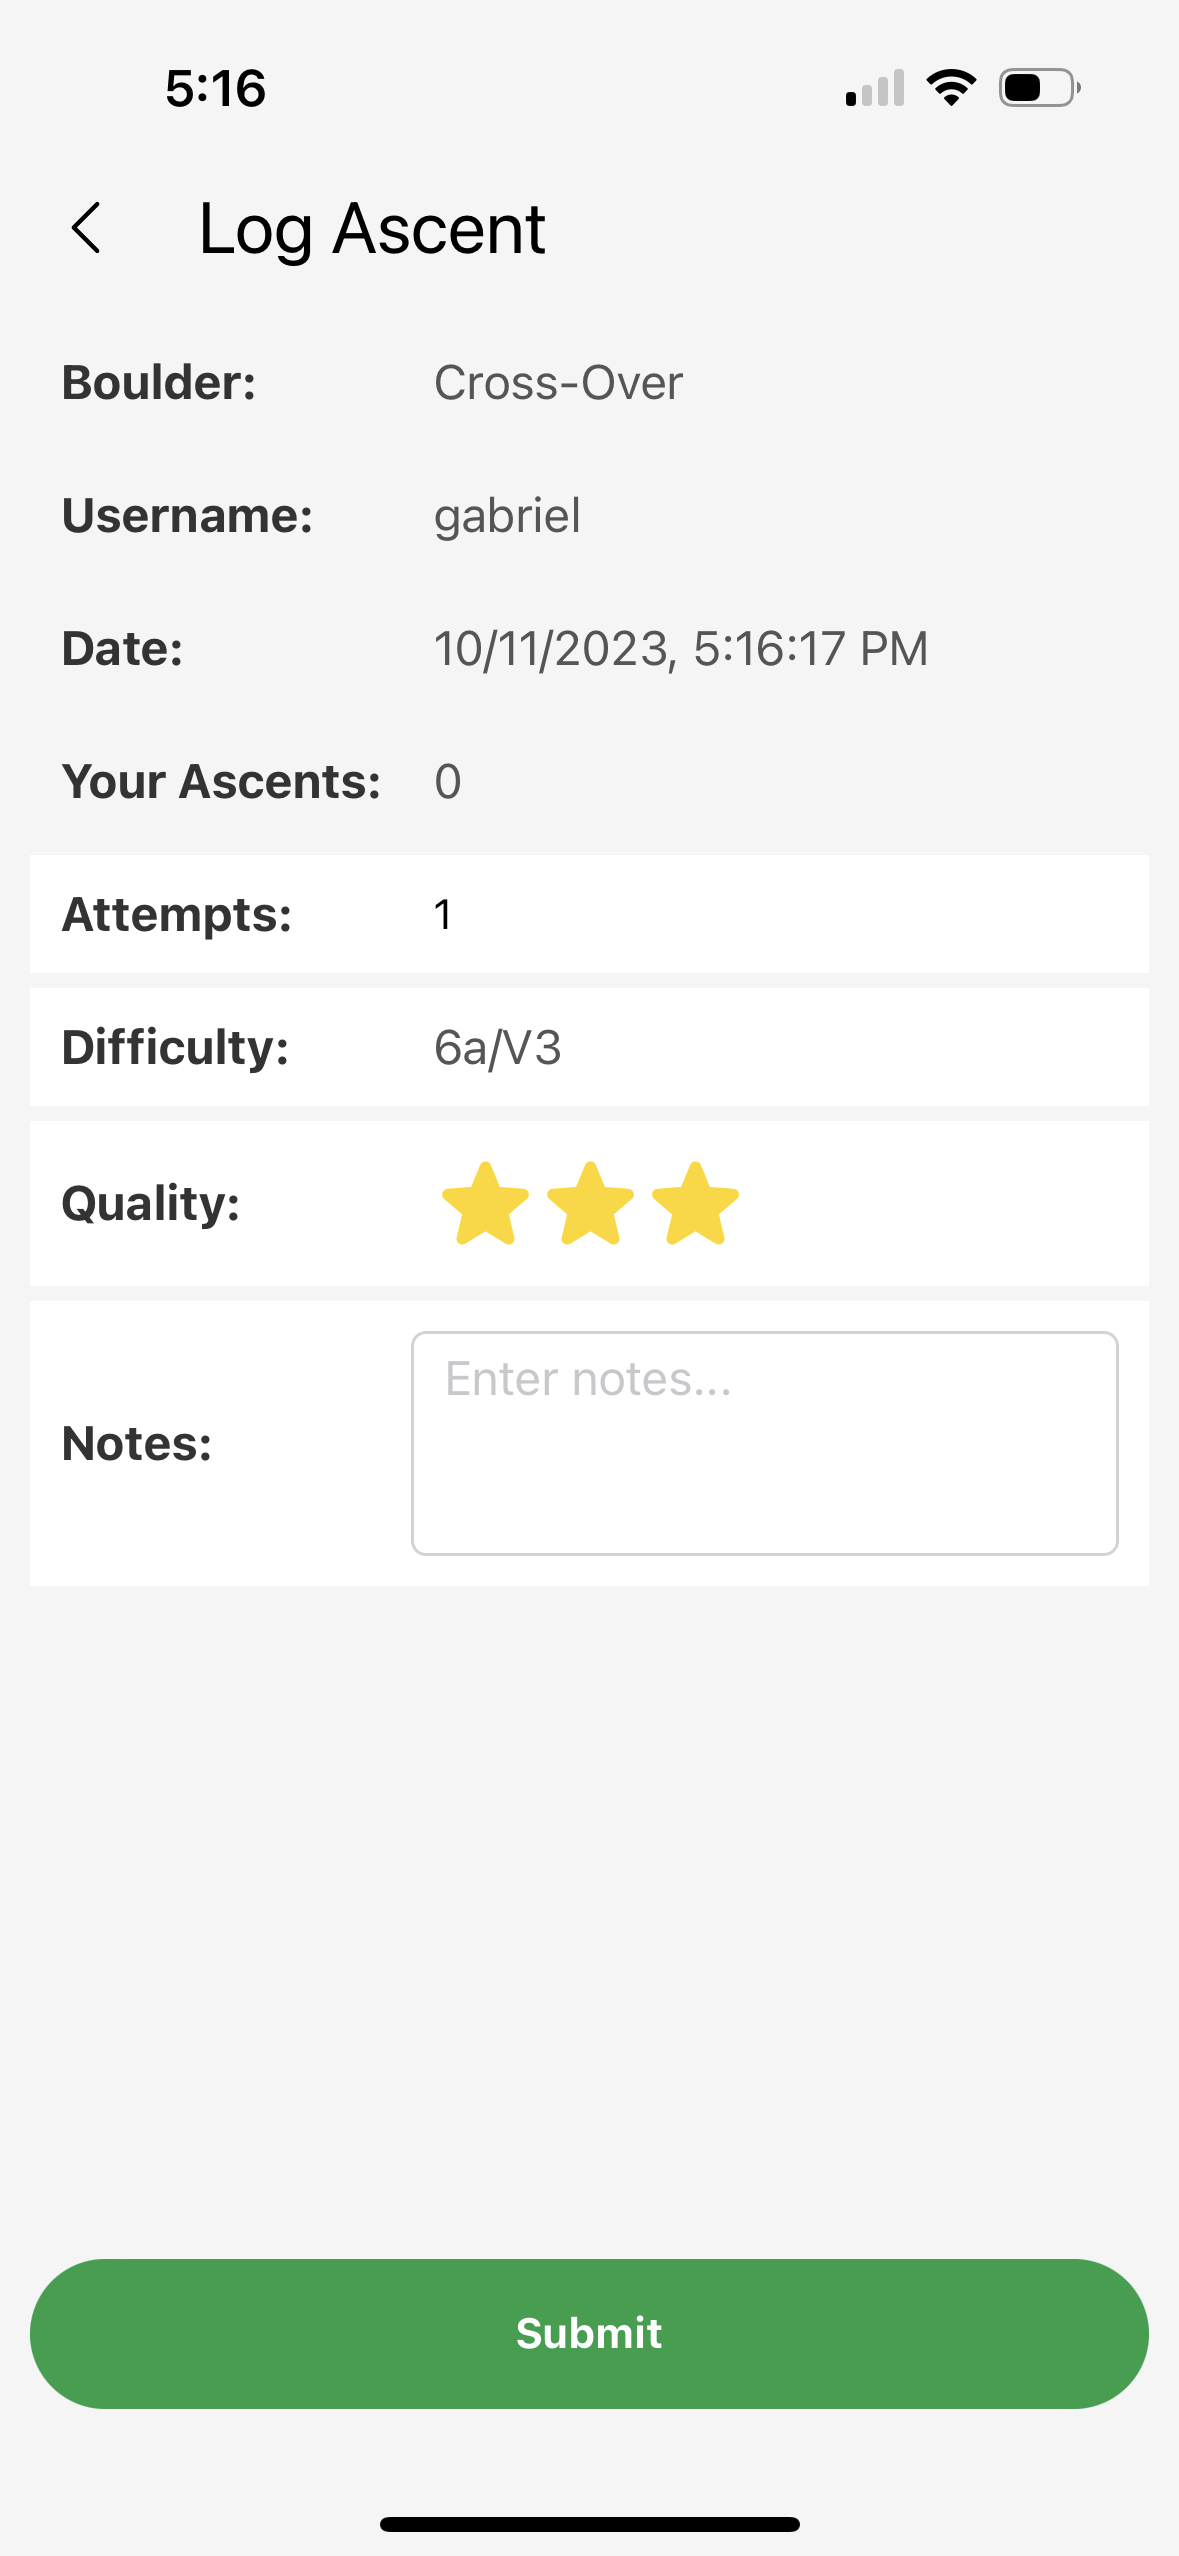 5:16
Log Ascent
Boulder: Cross-Over
Username: gabriel
Date: 10/11/2023, 5:16:17 PM
Your Ascents: 0
Attempts: 1
Difficulty: 6a/V3
Quality:
Notes: Enter notes...
Submit